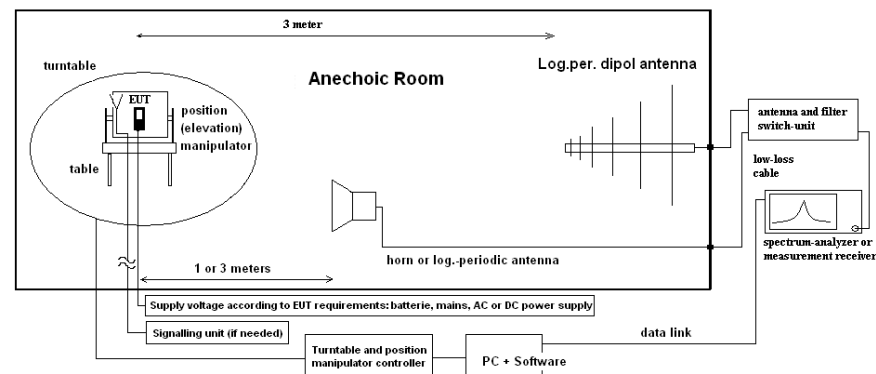 3 meter
turntable
Anechoic Room
Log.per. dipol antenna
EUT
position
(elevation)
manipulator
table
antenna and filter
switch-unit
low-loss
cable
spectrum-analyzer or
measurement receiver
horn or log.-periodic antenna
1 or 3 meters
Supply voltage according to EUT requirements: batterie, mains, AC or DC power supply
Signalling unit (if needed)
data link
Turntable and position
manipulator controller
PC + Software